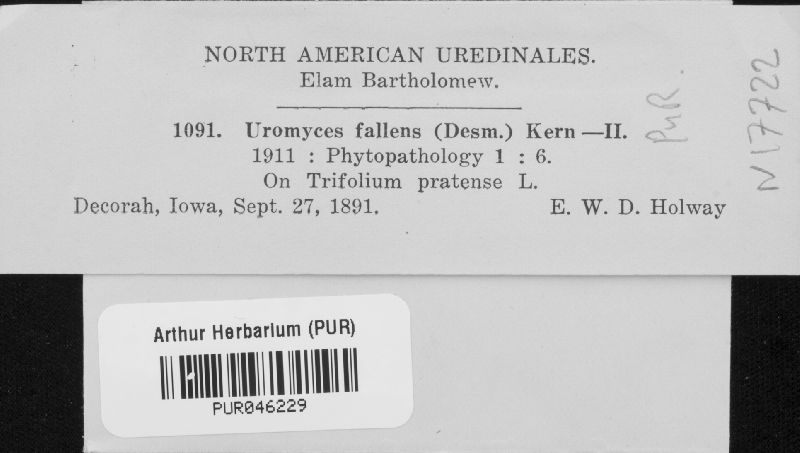 NORTH AMERICAN UREDINALES.
Elam Bartholomew.
1091. Uromyces fallens (Desm.) Kern—II.
1911 : Phytopathology 1 : 6.
On Trifolium pratense L.
Decorah, Iowa, Sept. 27, 1891. E. W. D. Holway
PUR.
N17722
Arthur Herbarium (PUR)
PUR046229